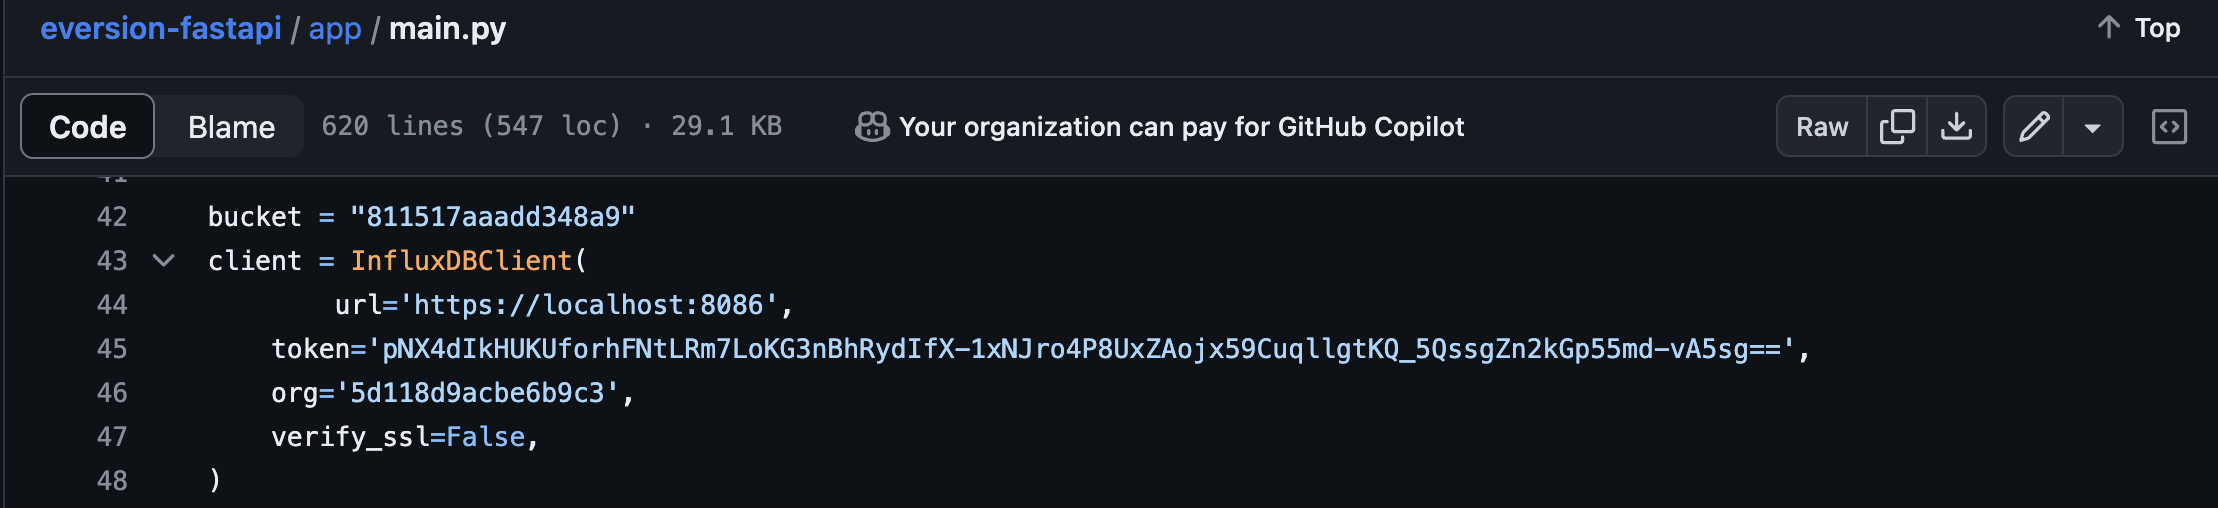 eversion-fastapi / app / main.py
Top
Code Blame 620 lines (547 loc) · 29.1 KB Your organization can pay for GitHub Copilot Raw
42 bucket = "811517aaadd348a9"
43 client = InfluxDBClient(
44 url='https://localhost:8086',
45 token='pNX4dIkHUKUforhFNtLRm7LoKG3nBhRydIfX-1xNJro4P8UxZAojx59CuqllgtKQ_5QssgZn2kGp55md-vA5sg==',
46 org='5d118d9acbe6b9c3',
47 verify_ssl=False,
48 )